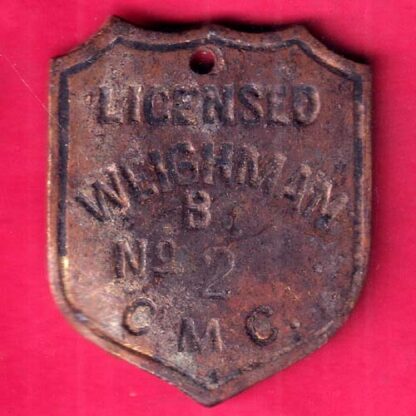 LICENSED
WEIGHMAN
B
No 2
C M C.